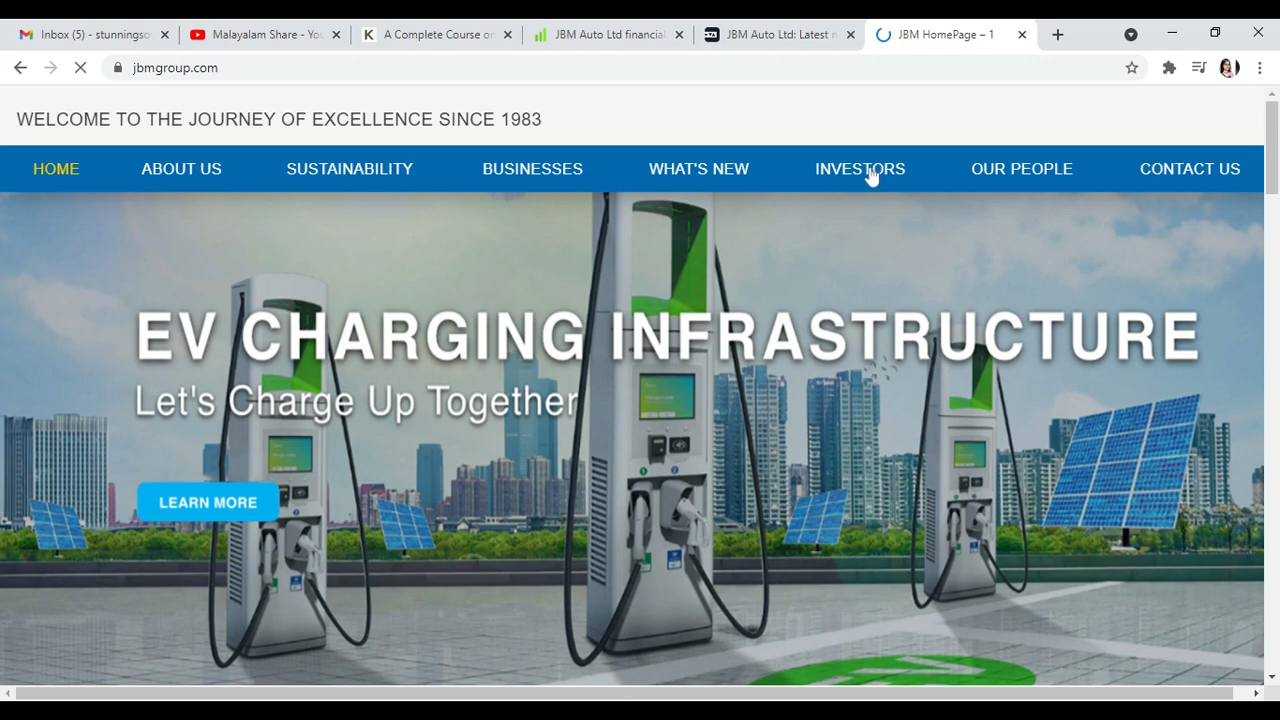 Inbox (5) - stunningso
Malayalam Share - You
A Complete Course on
JBM Auto Ltd financial
JBM Auto Ltd: Latest n
JBM HomePage – 1
jbmgroup.com
WELCOME TO THE JOURNEY OF EXCELLENCE SINCE 1983
HOME ABOUT US SUSTAINABILITY BUSINESSES WHAT'S NEW INVESTORS OUR PEOPLE CONTACT US
EV CHARGING INFRASTRUCTURE
Let's Charge Up Together
LEARN MORE